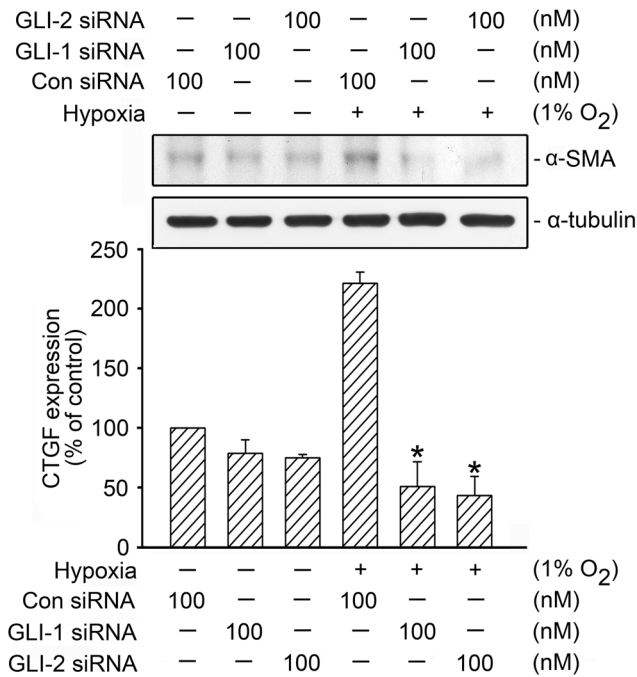 GLI-2 siRNA — — 100 — — 100 (nM)
GLI-1 siRNA — 100 — — 100 — (nM)
Con siRNA 100 — — 100 — — (nM)
Hypoxia — — — + + + (1% O2)
- α-SMA
- α-tubulin
CTGF expression
(% of control)
250
200
150
100
50
0
* *
Hypoxia — — — + + + (1% O2)
Con siRNA 100 — — 100 — — (nM)
GLI-1 siRNA — 100 — — 100 — (nM)
GLI-2 siRNA — — 100 — — 100 (nM)